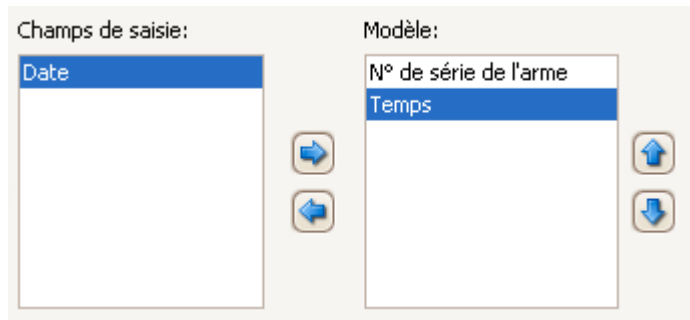 Champs de saisie:
Modèle:
Date
N° de série de l'arme
Temps